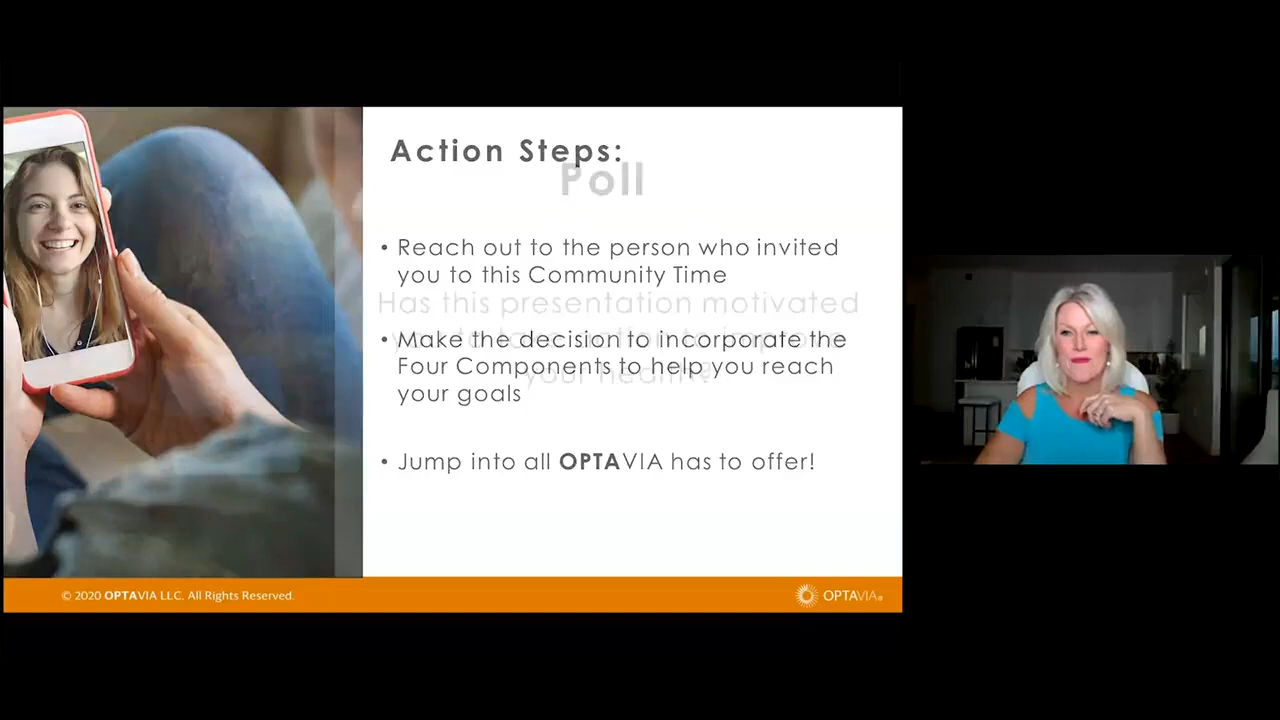 Action Steps:
Poll
• Reach out to the person who invited
you to this Community Time
Has this presentation motivated
• Make the decision to incorporate the
Four Components to help you reach
your goals
• Jump into all OPTAVIA has to offer!
© 2020 OPTAVIA LLC. All Rights Reserved.
OPTAVIA®